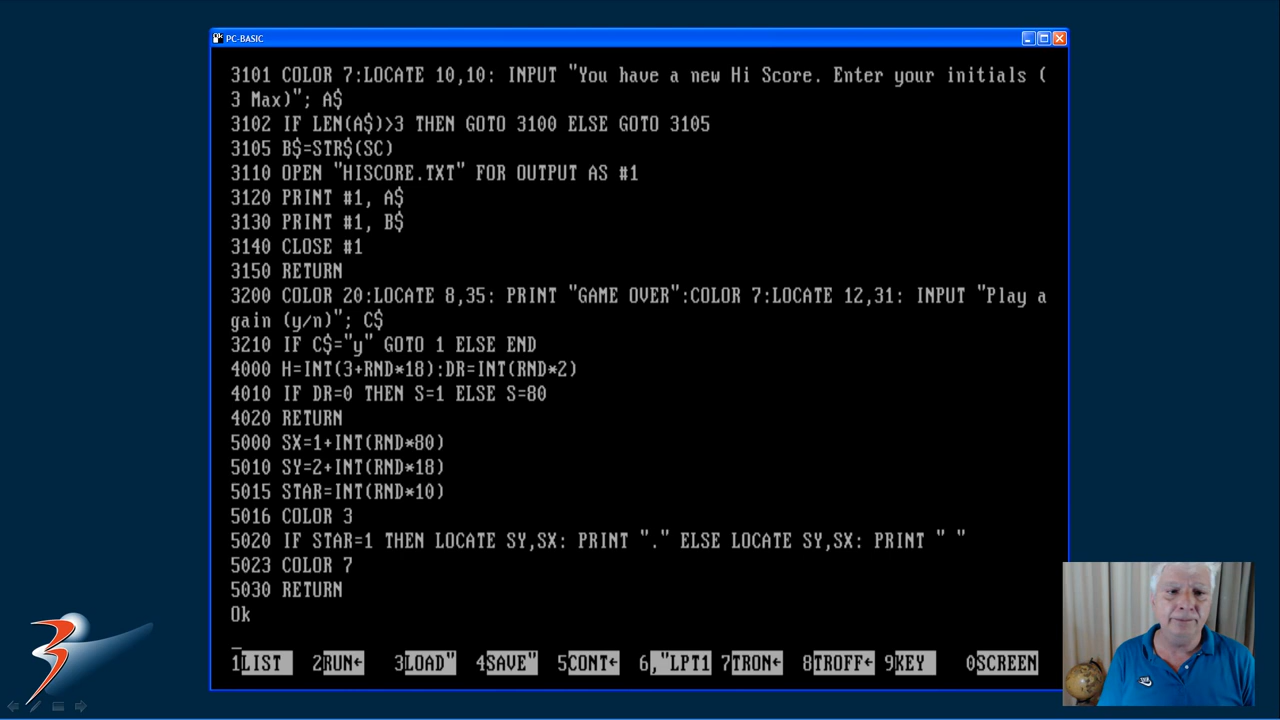 PC-BASIC
3101 COLOR 7:LOCATE 10,10: INPUT "You have a new Hi Score. Enter your initials (
3 Max)"; A$
3102 IF LEN(A$)>3 THEN GOTO 3100 ELSE GOTO 3105
3105 B$=STR$(SC)
3110 OPEN "HISCORE.TXT" FOR OUTPUT AS #1
3120 PRINT #1, A$
3130 PRINT #1, B$
3140 CLOSE #1
3150 RETURN
3200 COLOR 20:LOCATE 8,35: PRINT "GAME OVER":COLOR 7:LOCATE 12,31: INPUT "Play a
gain (y/n)"; C$
3210 IF C$="y" GOTO 1 ELSE END
4000 H=INT(3+RND*18):DR=INT(RND*2)
4010 IF DR=0 THEN S=1 ELSE S=80
4020 RETURN
5000 SX=1+INT(RND*80)
5010 SY=2+INT(RND*18)
5015 STAR=INT(RND*10)
5016 COLOR 3
5020 IF STAR=1 THEN LOCATE SY,SX: PRINT "." ELSE LOCATE SY,SX: PRINT " "
5023 COLOR 7
5030 RETURN
Ok
1LIST 2RUN← 3LOAD" 4SAVE" 5CONT← 6,"LPT1 7TRON← 8TROFF← 9KEY 0SCREEN